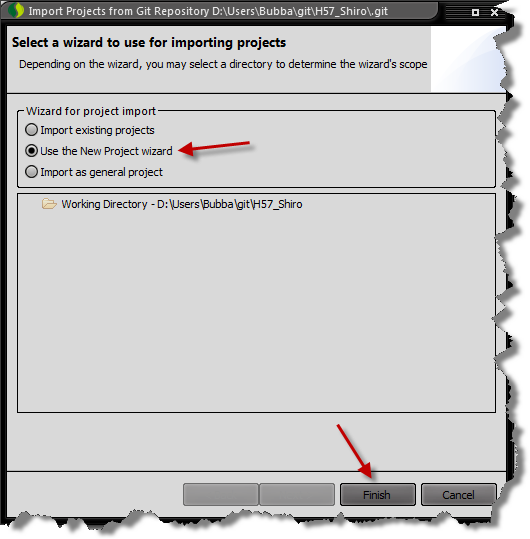 Import Projects from Git Repository D:\Users\Bubba\git\H57_Shiro\.git
Select a wizard to use for importing projects
Depending on the wizard, you may select a directory to determine the wizard's scope
Wizard for project import
Import existing projects
Use the New Project wizard
Import as general project
Working Directory - D:\Users\Bubba\git\H57_Shiro
Finish
Cancel